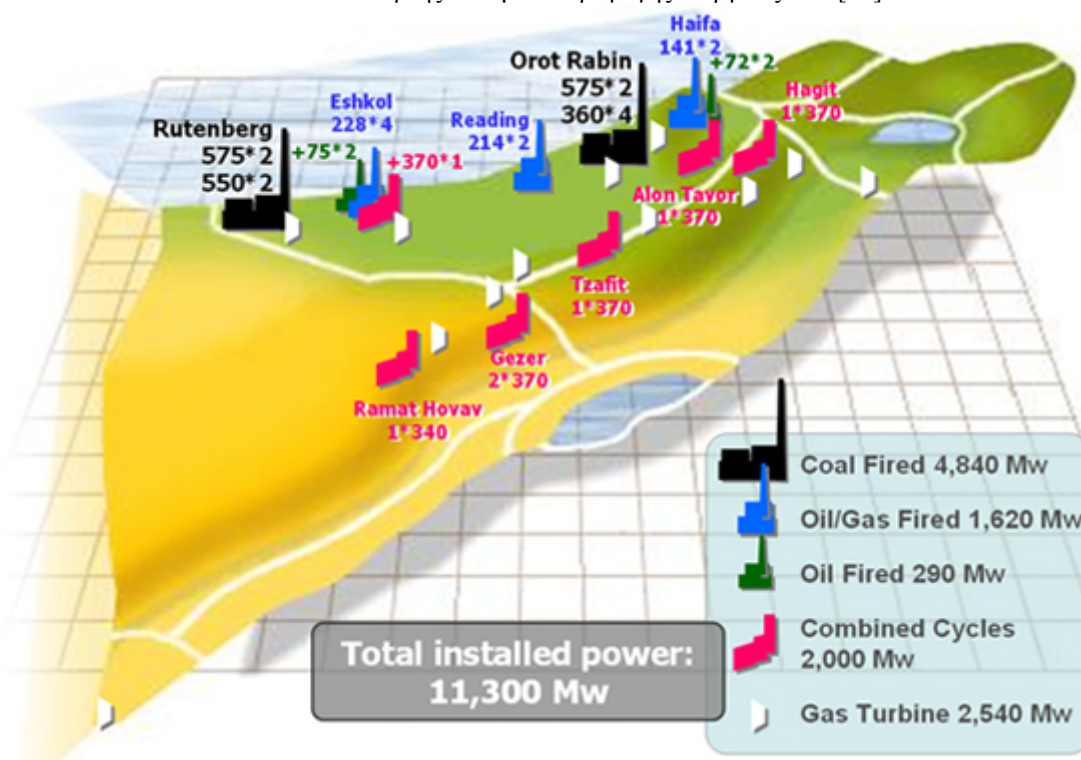 Haifa
141*2
+72*2
Orot Rabin
575*2
360*4
Hagit
1*370
Eshkol
228*4
Reading
214*2
Rutenberg
575*2
550*2
+75*2
+370*1
Alon Tavor
1*370
Tzafit
1*370
Gezer
2*370
Ramat Hovav
1*340
Coal Fired 4,840 Mw
Oil/Gas Fired 1,620 Mw
Oil Fired 290 Mw
Combined Cycles
2,000 Mw
Gas Turbine 2,540 Mw
Total installed power:
11,300 Mw